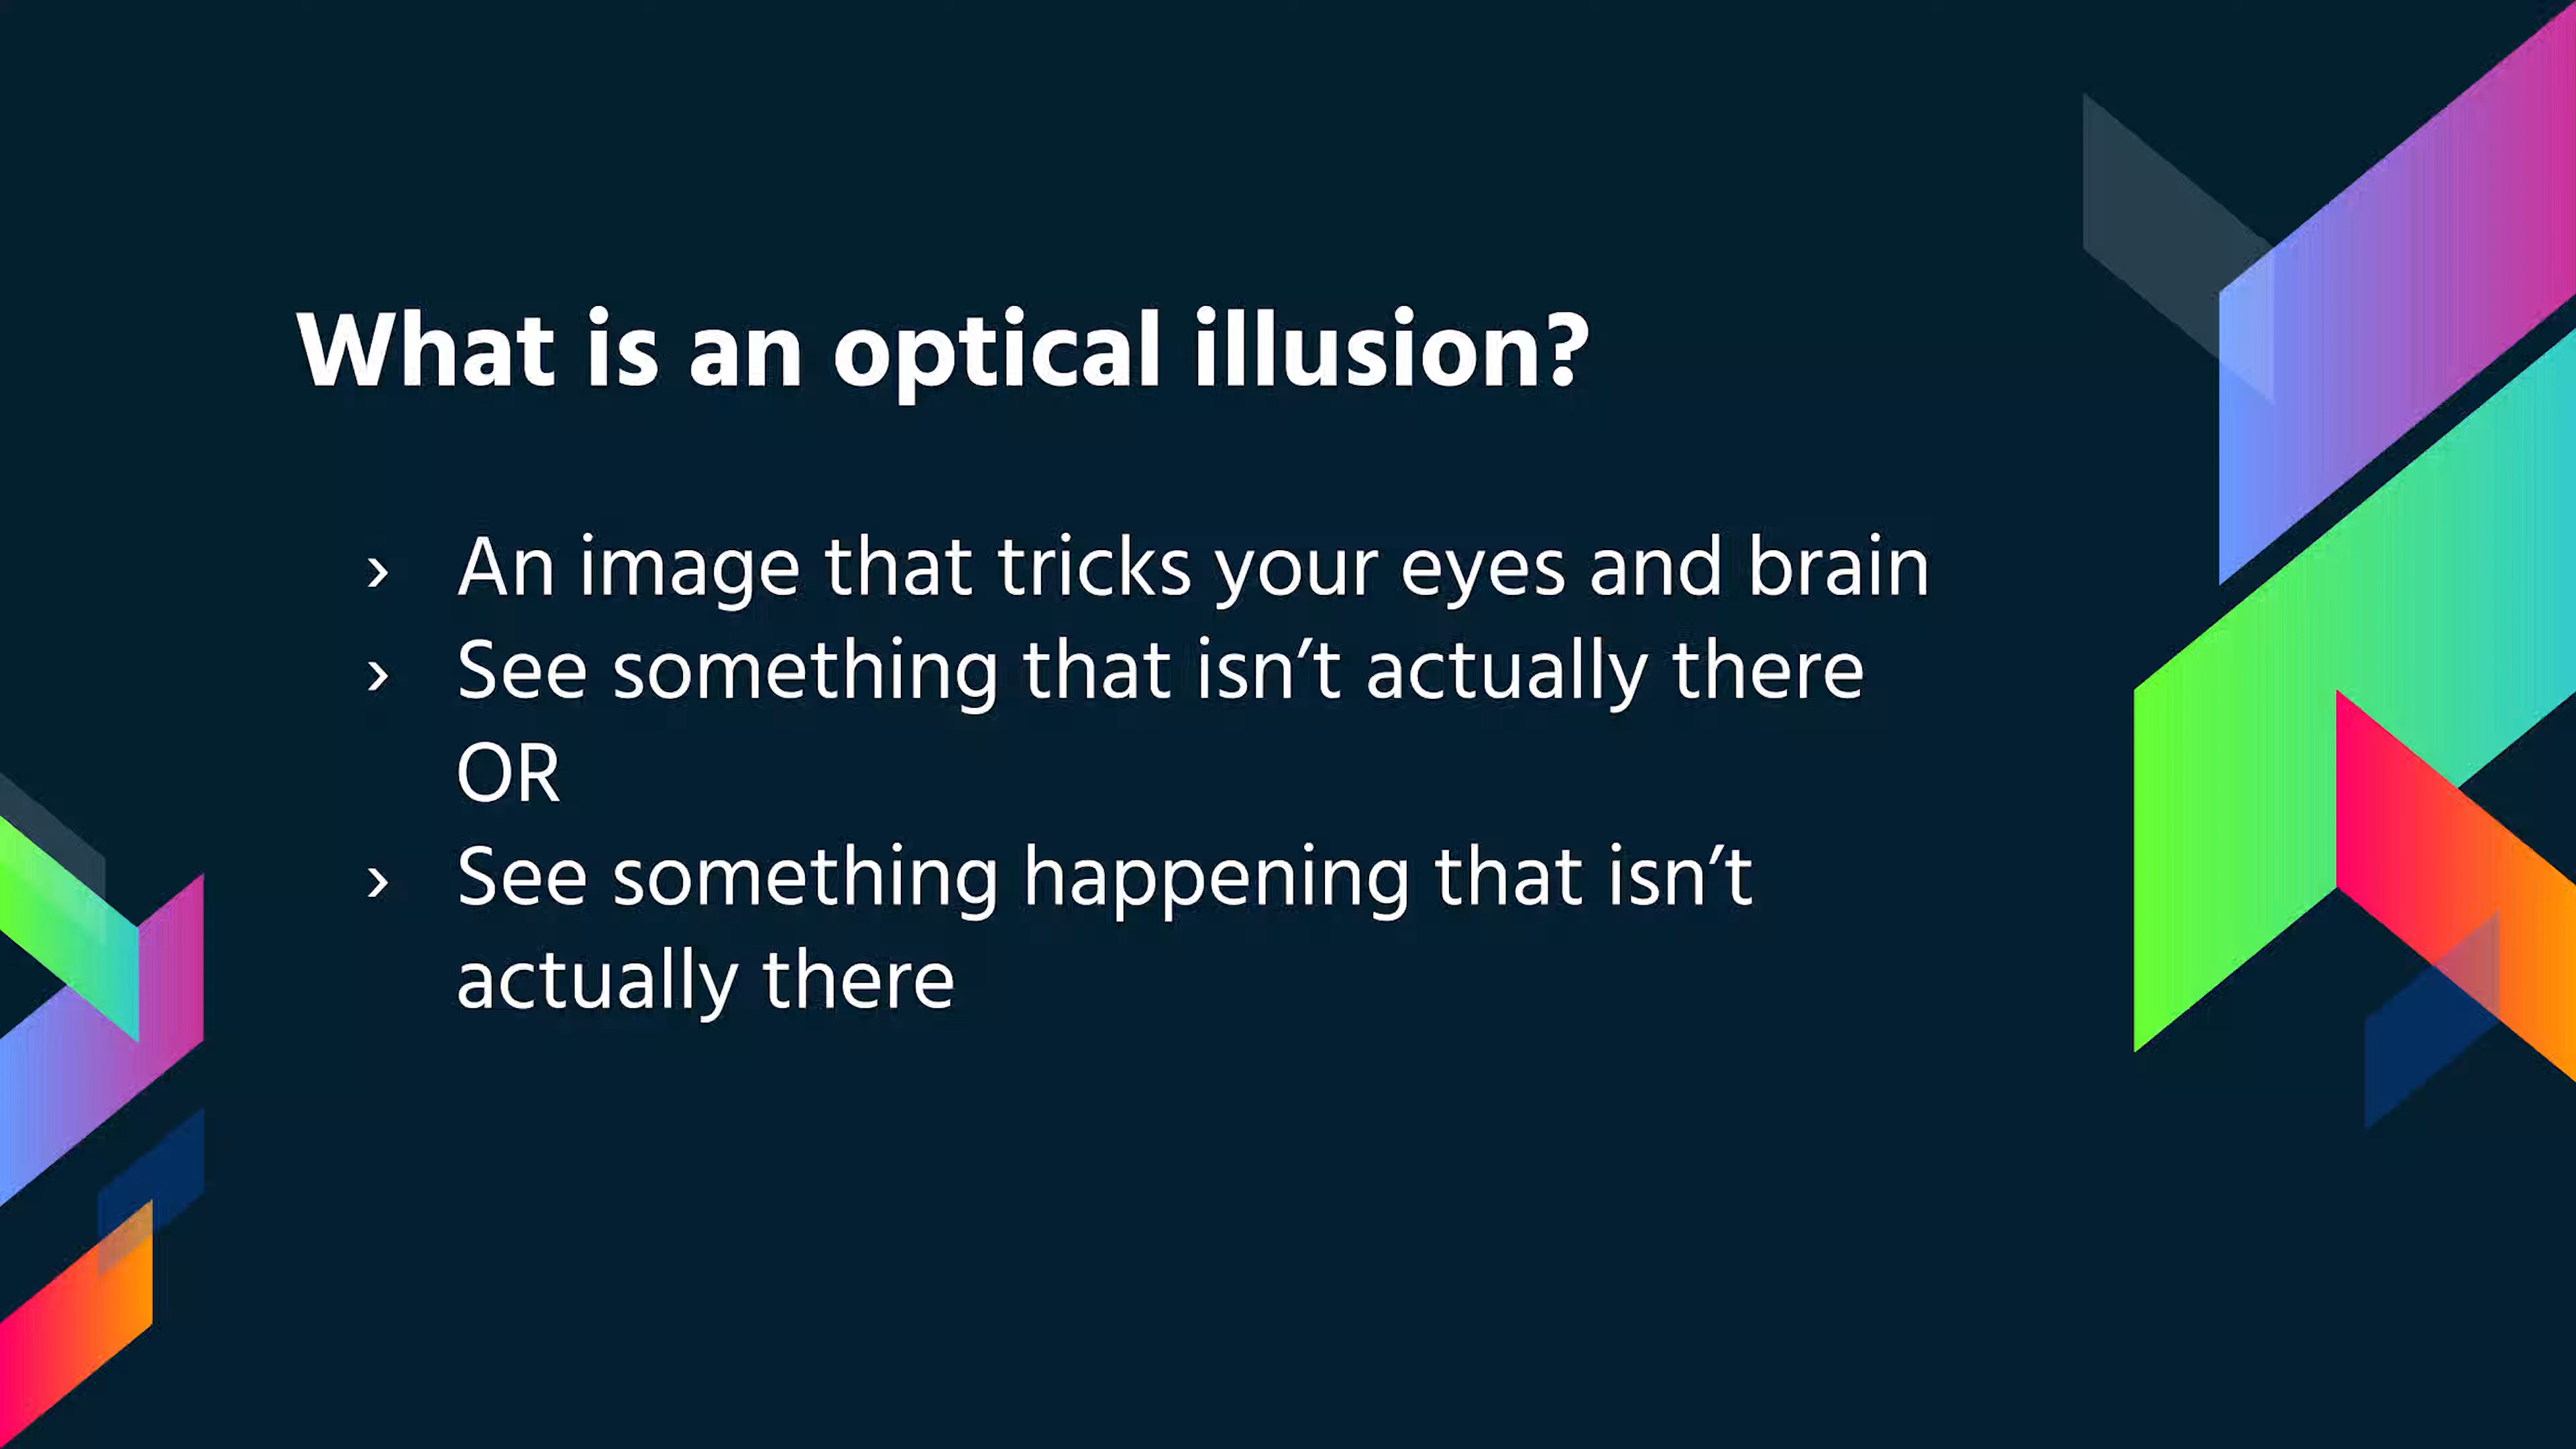 What is an optical illusion?
› An image that tricks your eyes and brain
› See something that isn’t actually there
OR
› See something happening that isn’t
actually there